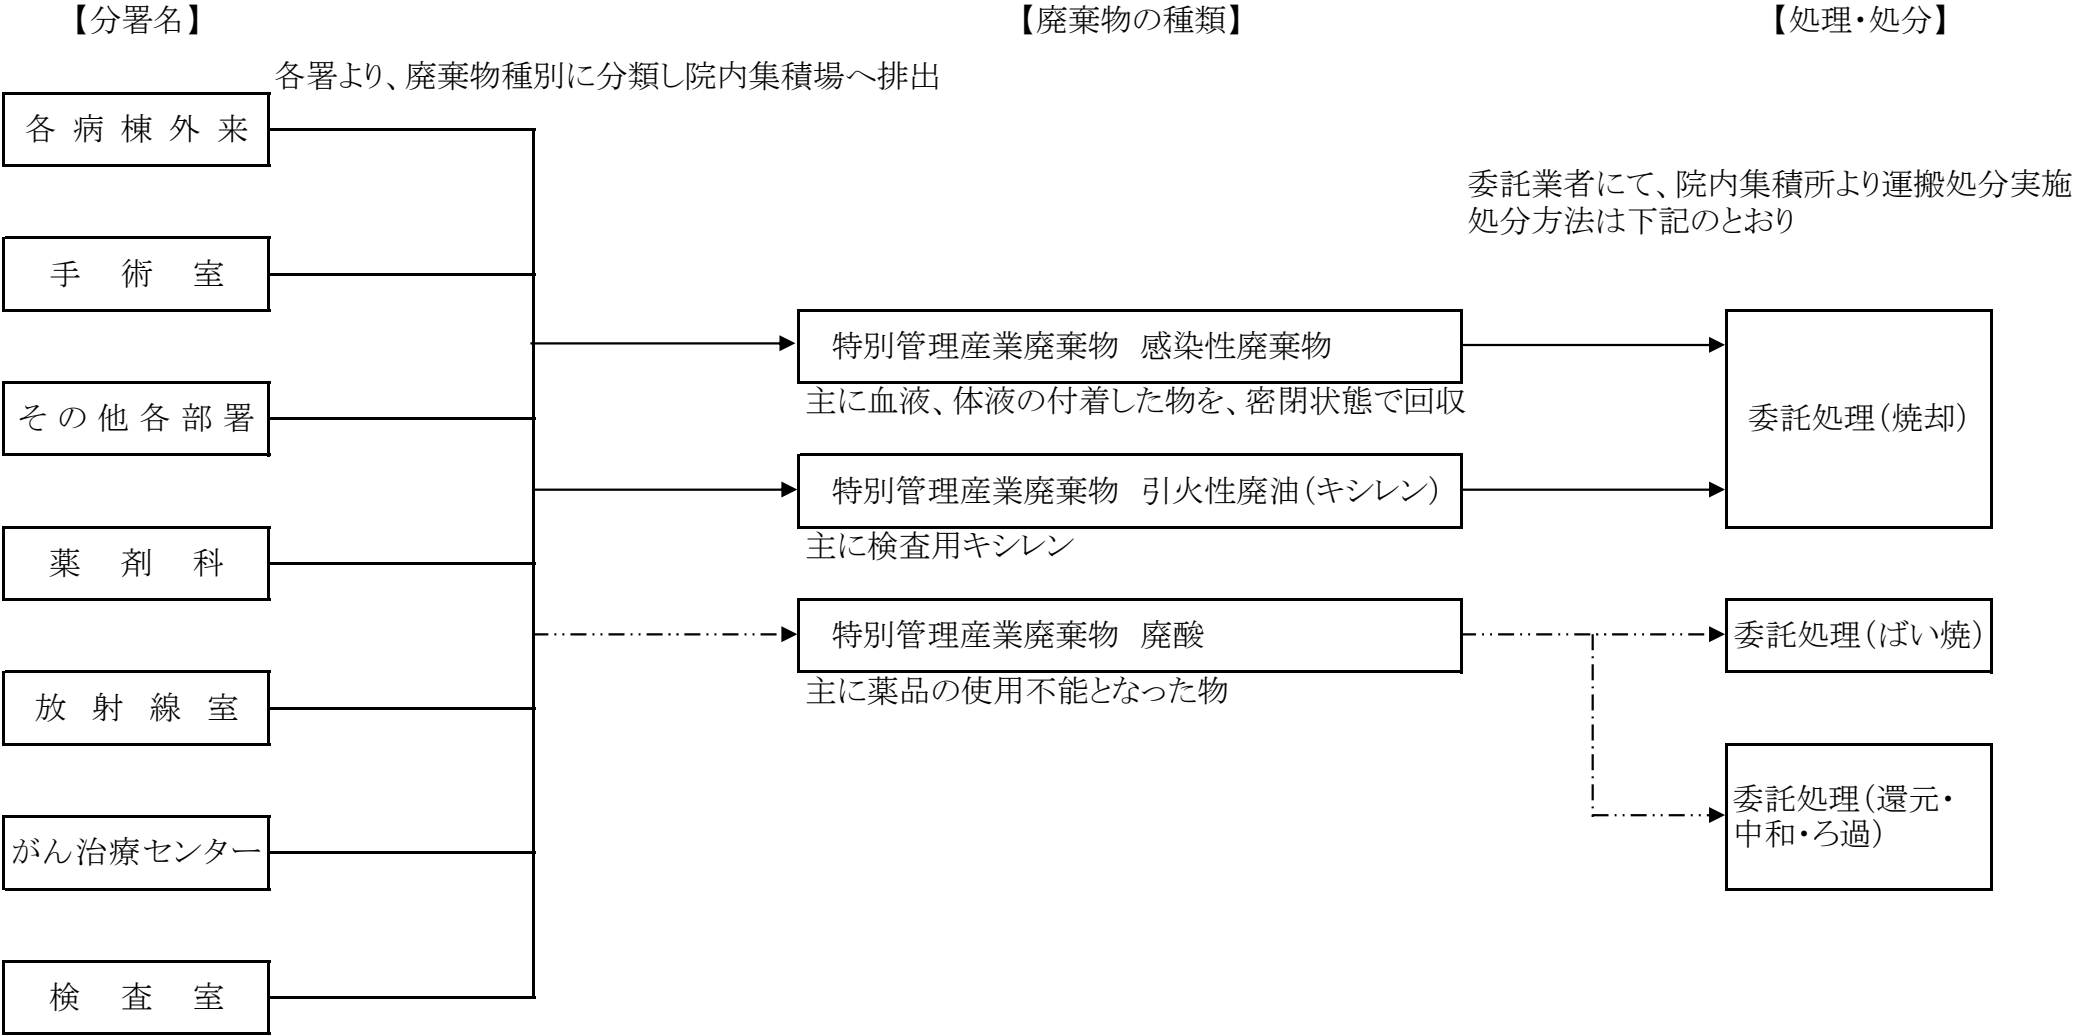 【分署名】
【廃棄物の種類】
【処理・処分】
各署より、廃棄物種別に分類し院内集積場へ排出
各病棟外来
委託業者にて、院内集積所より運搬処分実施
処分方法は下記のとおり
手術室
特別管理産業廃棄物　感染性廃棄物
主に血液、体液の付着した物を、密閉状態で回収
その他各部署
委託処理（焼却）
特別管理産業廃棄物　引火性廃油（キシレン）
主に検査用キシレン
薬剤科
特別管理産業廃棄物　廃酸
委託処理（ばい焼）
主に薬品の使用不能となった物
放射線室
委託処理（還元・
中和・ろ過）
がん治療センター
検査室